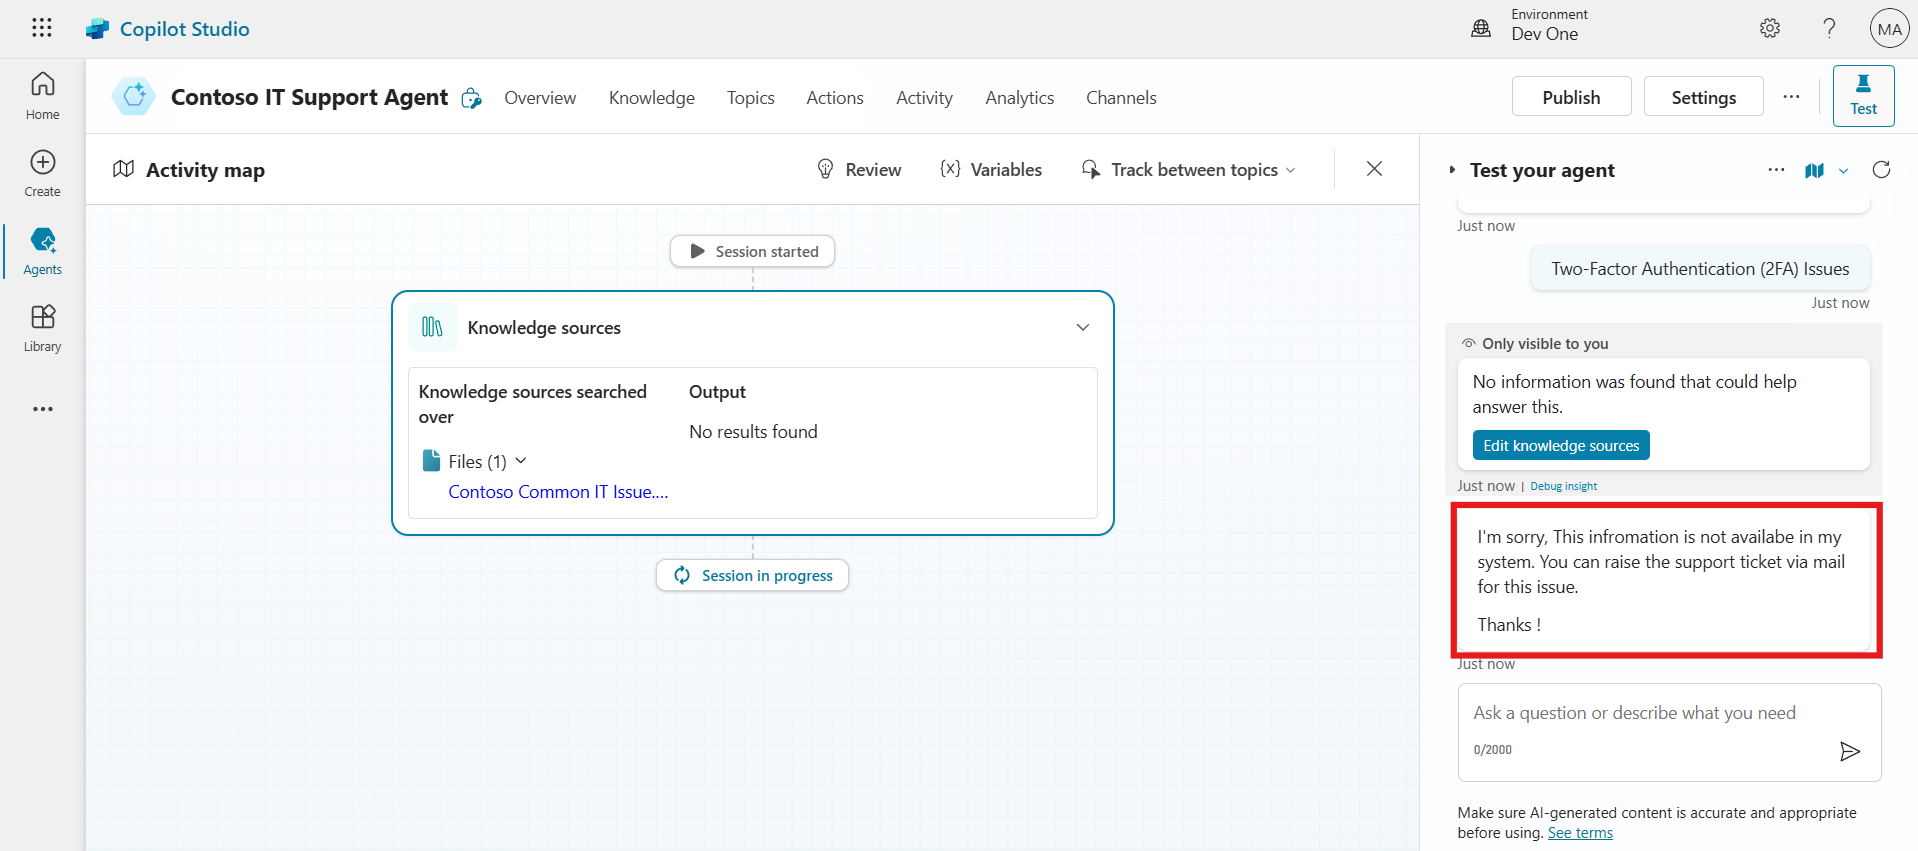 Copilot Studio
Environment
Dev One
MA
Home
Create
Agents
Library
Contoso IT Support Agent
Overview
Knowledge
Topics
Actions
Activity
Analytics
Channels
Publish
Settings
Test
Activity map
Review
Variables
Track between topics
Session started
Knowledge sources
Knowledge sources searched
over
Output
No results found
Files (1)
Contoso Common IT Issue....
Session in progress
Test your agent
Just now
Two-Factor Authentication (2FA) Issues
Just now
Only visible to you
No information was found that could help
answer this.
Edit knowledge sources
Just now | Debug insight
I'm sorry, This infromation is not availabe in my
system. You can raise the support ticket via mail
for this issue.
Thanks !
Just now
Ask a question or describe what you need
0/2000
Make sure AI-generated content is accurate and appropriate
before using. See terms